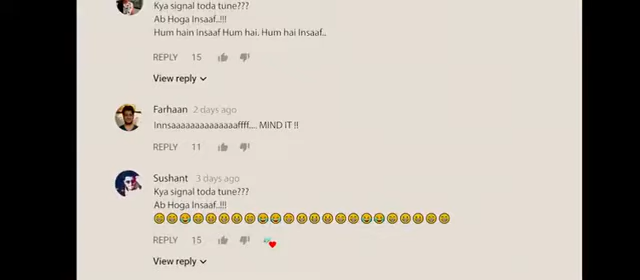 Kya signal toda tune???
Ab Hoga Insaaf..!!!
Hum hain insaaf Hum hai. Hum hai Insaaf..
REPLY 15
View reply
Farhaan 2 days ago
Innsaaaaaaaaaaaaaaffff.... MIND IT !!
REPLY 11
Sushant 3 days ago
Kya signal toda tune???
Ab Hoga Insaaf..!!!
REPLY 15
View reply